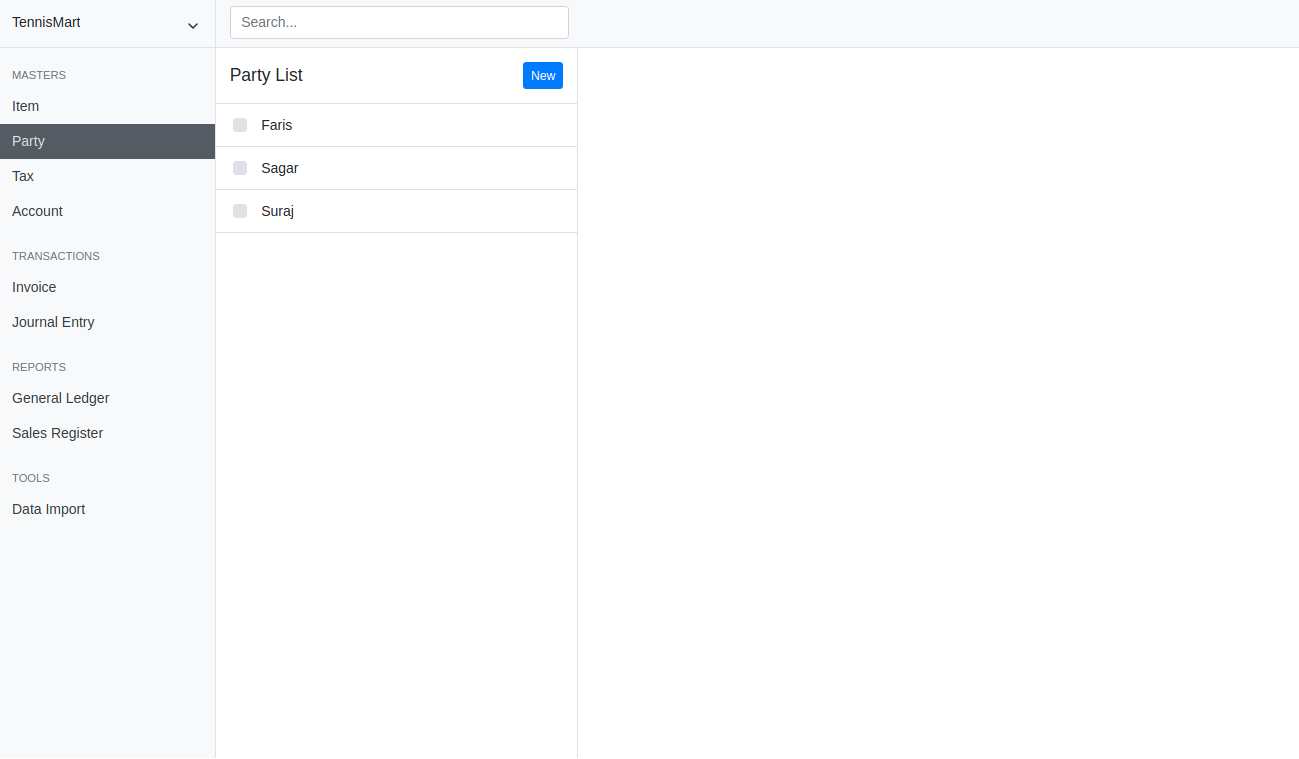 TennisMart
Search...
MASTERS
Item
Party
Tax
Account
TRANSACTIONS
Invoice
Journal Entry
REPORTS
General Ledger
Sales Register
TOOLS
Data Import
Party List
New
Faris
Sagar
Suraj